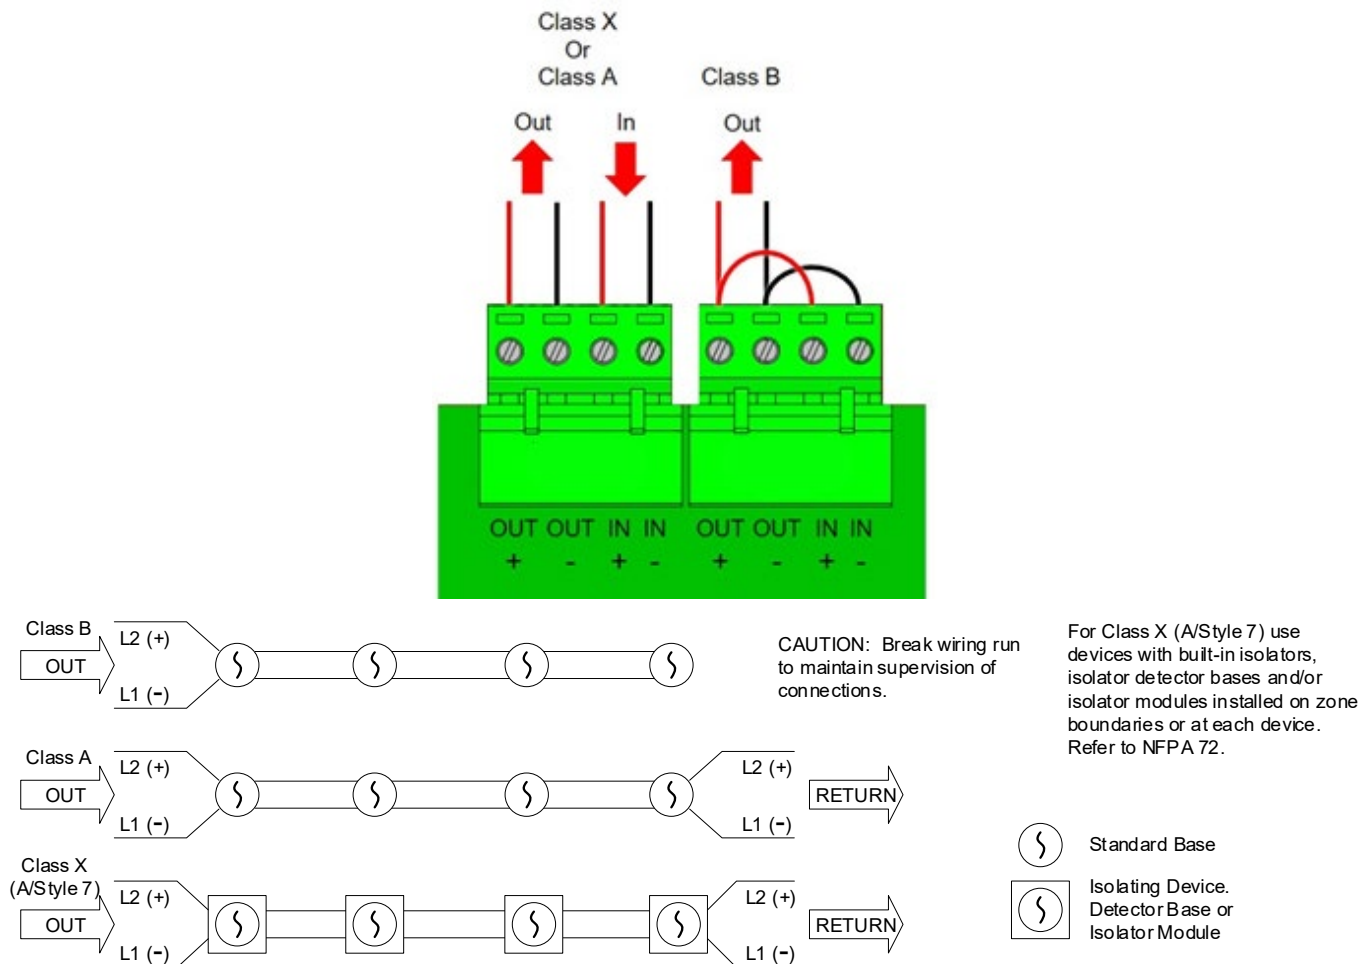 Class X
Or
Class A
Class B
Out
In
Out
OUT OUT IN IN
OUT OUT IN IN
+ - + -
+ - + -
Class B
OUT
L2 (+)
L1 (-)
CAUTION: Break wiring run
to maintain supervision of
connections.
For Class X (A/Style 7) use
devices with built-in isolators,
isolator detector bases and/or
isolator modules installed on zone
boundaries or at each device.
Refer to NFPA 72.
Class A
OUT
L2 (+)
L1 (-)
L2 (+)
L1 (-)
RETURN
Class X
(A/Style 7)
OUT
L2 (+)
L1 (-)
L2 (+)
L1 (-)
RETURN
Standard Base
Isolating Device.
Detector Base or
Isolator Module